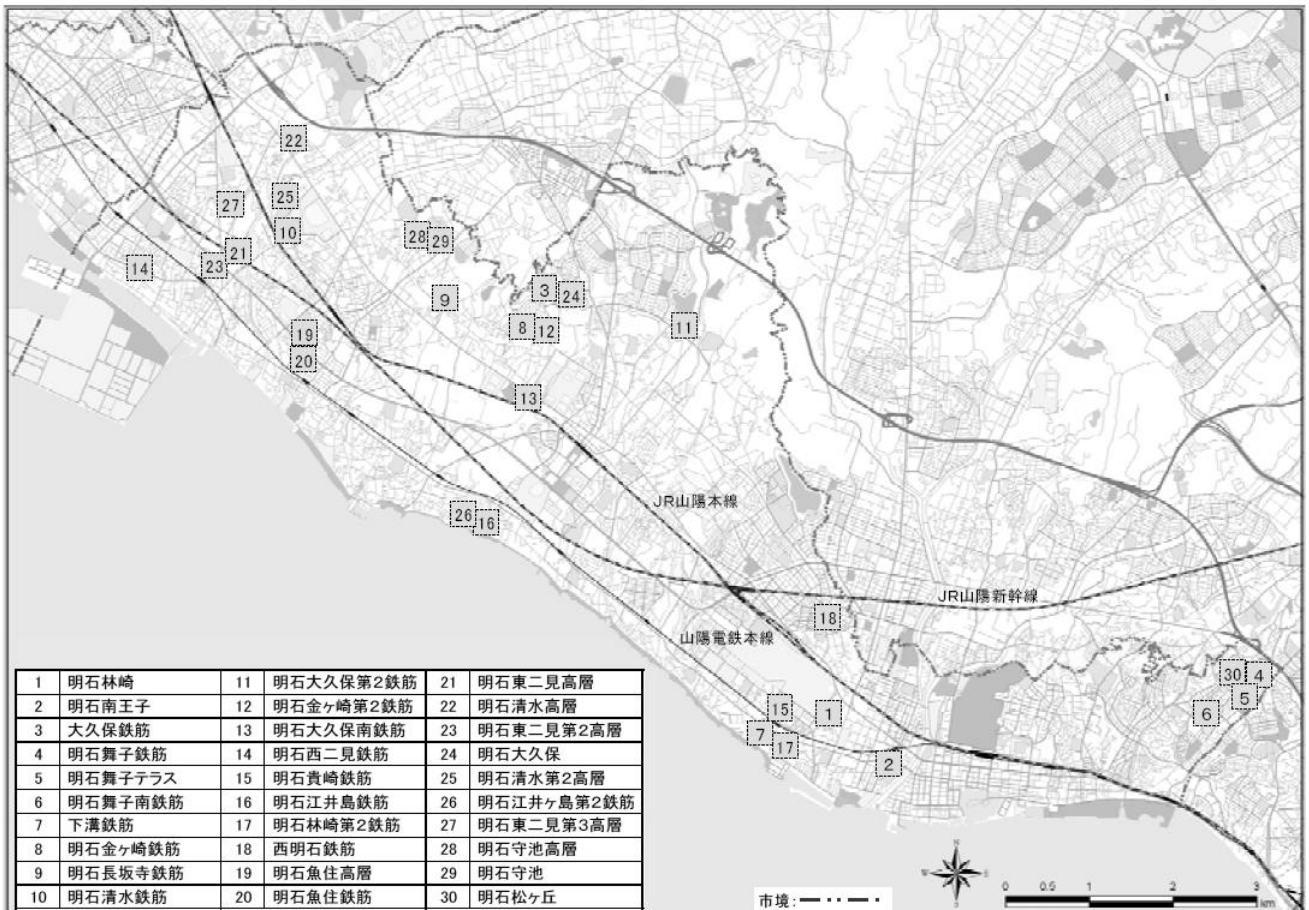 22
25
27
10
28
29
21
23
14
3
24
9
8
12
11
19
20
13
JR山陽本線
26
16
JR山陽新幹線
18
山陽電鉄本線
30
4
5
6
15
1
7
17
2
1 明石林崎 11 明石大久保第2鉄筋 21 明石東二見高層
2 明石南王子 12 明石金ヶ崎第2鉄筋 22 明石清水高層
3 大久保鉄筋 13 明石大久保南鉄筋 23 明石東二見第2高層
4 明石舞子鉄筋 14 明石西二見鉄筋 24 明石大久保
5 明石舞子テラス 15 明石貴崎鉄筋 25 明石清水第2高層
6 明石舞子南鉄筋 16 明石江井島鉄筋 26 明石江井ヶ島第2鉄筋
7 下溝鉄筋 17 明石林崎第2鉄筋 27 明石東二見第3高層
8 明石金ヶ崎鉄筋 18 西明石鉄筋 28 明石守池高層
9 明石長坂寺鉄筋 19 明石魚住高層 29 明石守池
10 明石清水鉄筋 20 明石魚住鉄筋 30 明石松ヶ丘
市境:
N
W
S
0 0.5 1 2 3
km